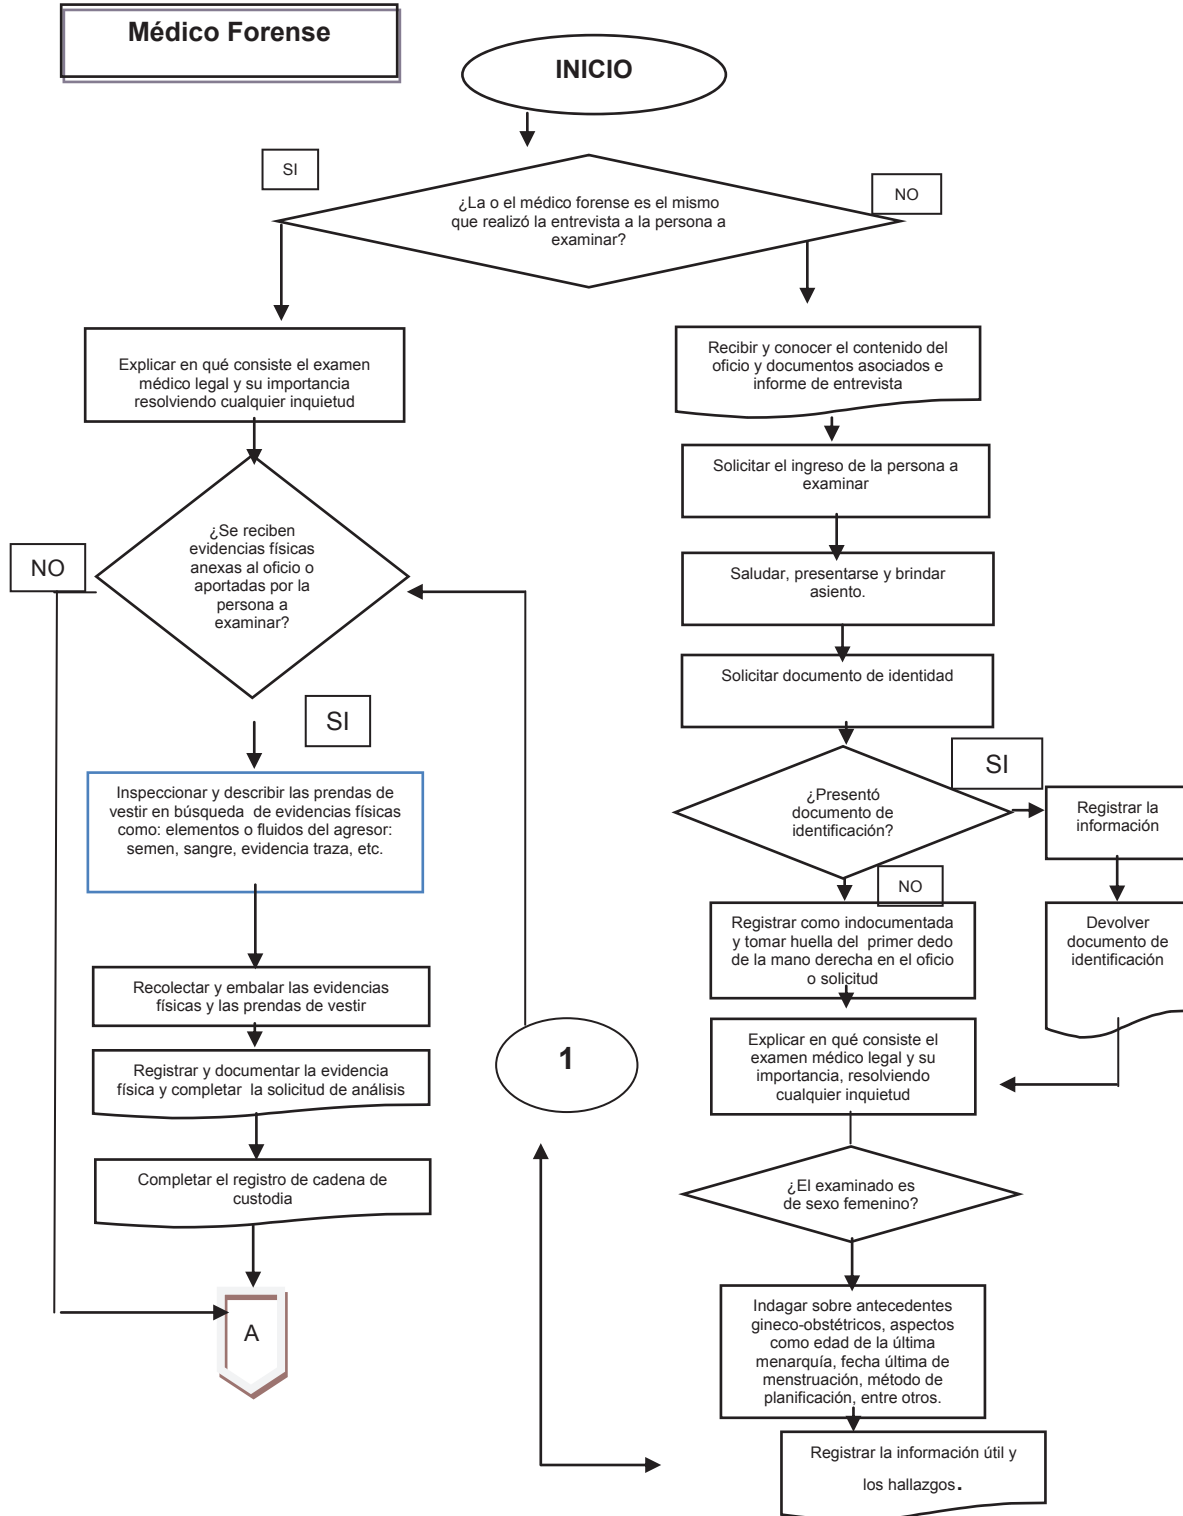 Médico Forense
INICIO
SI
NO
¿La o el médico forense es el mismo
que realizó la entrevista a la persona a
examinar?
Explicar en qué consiste el examen
médico legal y su importancia
resolviendo cualquier inquietud
¿Se reciben
evidencias físicas
anexas al oficio o
aportadas por la
persona a
examinar?
NO
SI
Inspeccionar y describir las prendas de
vestir en búsqueda de evidencias físicas
como: elementos o fluidos del agresor:
semen, sangre, evidencia traza, etc.
Recolectar y embalar las evidencias
físicas y las prendas de vestir
Registrar y documentar la evidencia
física y completar la solicitud de análisis
Completar el registro de cadena de
custodia
A
1
Recibir y conocer el contenido del
oficio y documentos asociados e
informe de entrevista
Solicitar el ingreso de la persona a
examinar
Saludar, presentarse y brindar
asiento.
Solicitar documento de identidad
¿Presentó
documento de
identificación?
SI
Registrar la
información
Devolver
documento de
identificación
NO
Registrar como indocumentada
y tomar huella del primer dedo
de la mano derecha en el oficio
o solicitud
Explicar en qué consiste el
examen médico legal y su
importancia, resolviendo
cualquier inquietud
¿El examinado es
de sexo femenino?
Indagar sobre antecedentes
gineco-obstétricos, aspectos
como edad de la última
menarquía, fecha última de
menstruación, método de
planificación, entre otros.
Registrar la información útil y
los hallazgos.